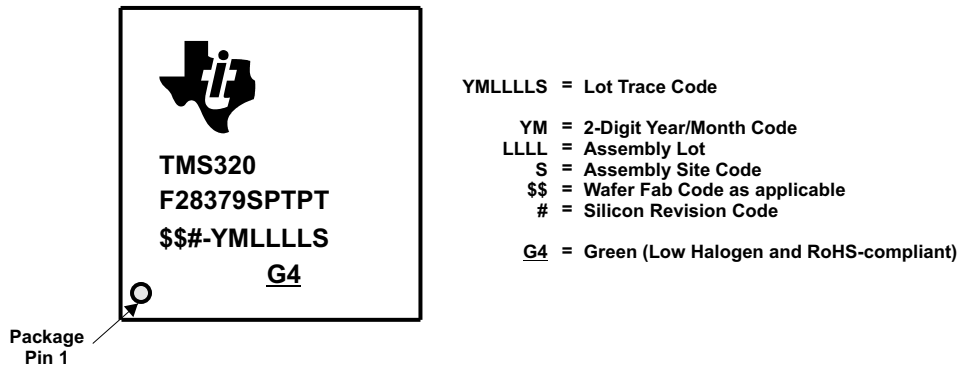 TMS320
F28379SPTPT
$$#-YMLLLLS
G4
Package
Pin 1
YMLLLLS = Lot Trace Code
YM = 2-Digit Year/Month Code
LLLL = Assembly Lot
S = Assembly Site Code
$$ = Wafer Fab Code as applicable
# = Silicon Revision Code
G4 = Green (Low Halogen and RoHS-compliant)